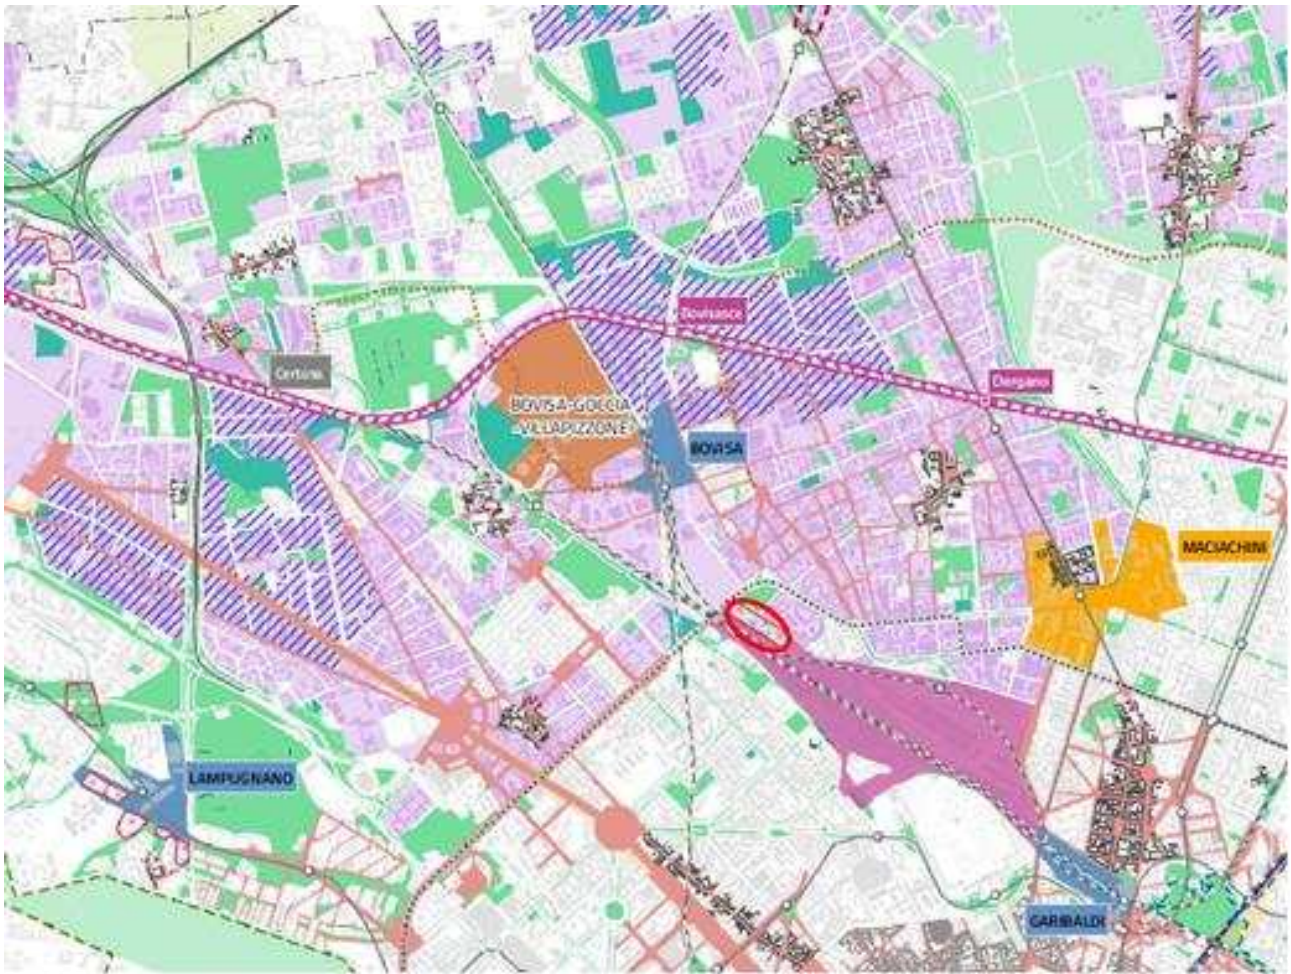 Bovisasca
Certosa
Dergano
BOVISA-GOCCIA
-VILLAPIZZONE
BOVISA
MACIACHINI
LAMPUGNANO
GARIBALDI